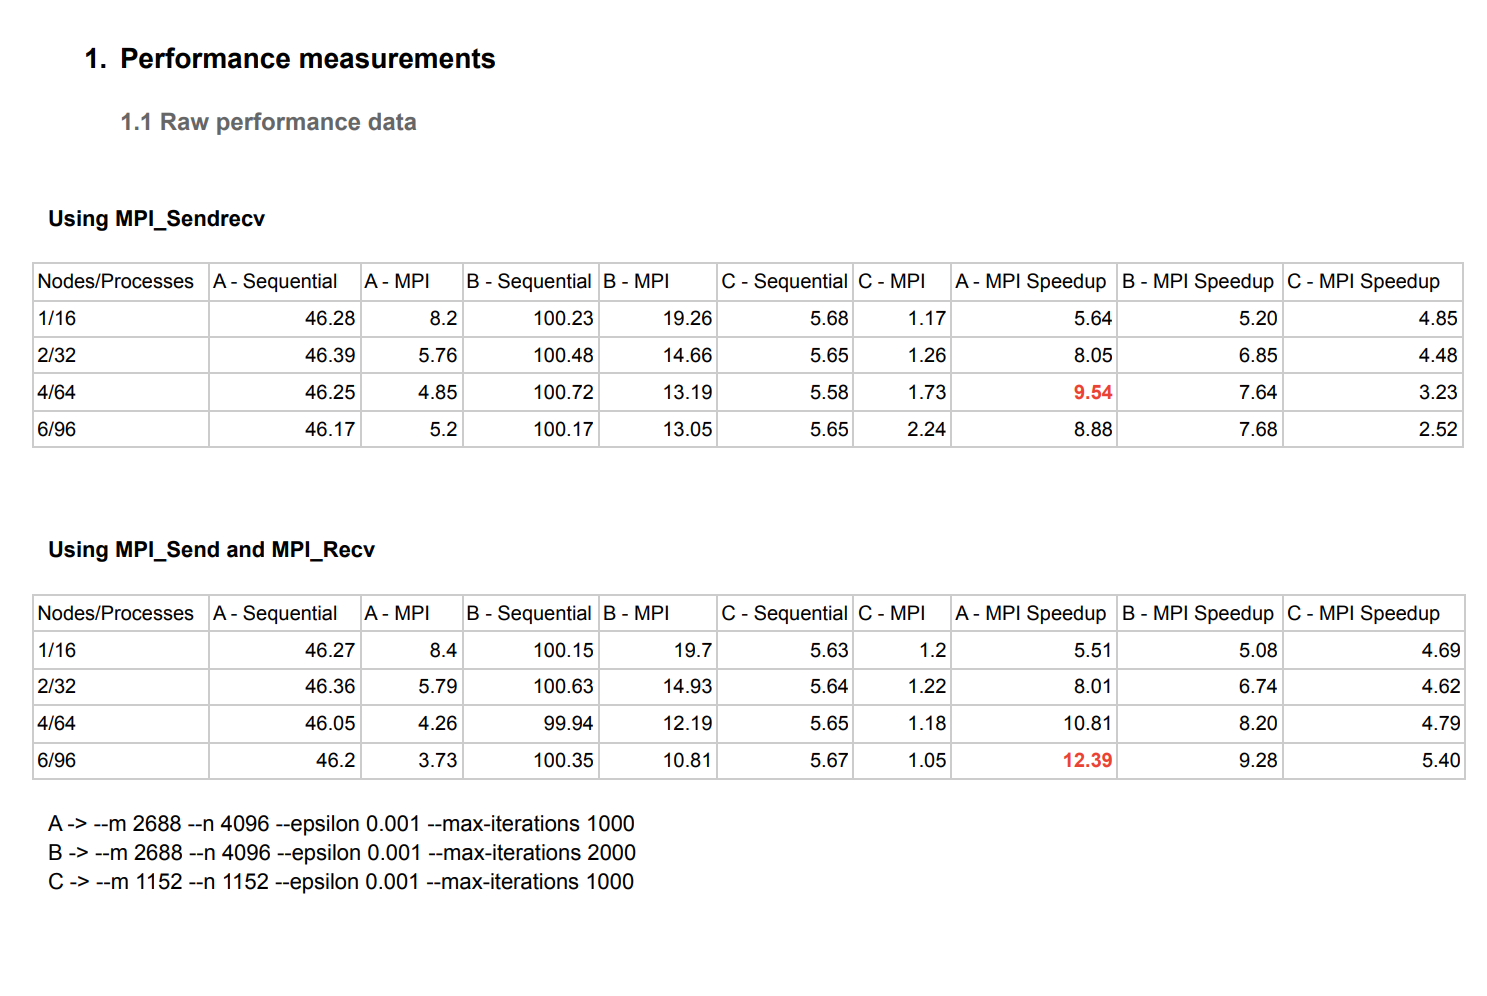 1. Performance measurements
1.1 Raw performance data
Using MPI_Sendrecv
Nodes/Processes A - Sequential A - MPI B - Sequential B - MPI C - Sequential C - MPI A - MPI Speedup B - MPI Speedup C - MPI Speedup
1/16 46.28 8.2 100.23 19.26 5.68 1.17 5.64 5.20 4.85
2/32 46.39 5.76 100.48 14.66 5.65 1.26 8.05 6.85 4.48
4/64 46.25 4.85 100.72 13.19 5.58 1.73 9.54 7.64 3.23
6/96 46.17 5.2 100.17 13.05 5.65 2.24 8.88 7.68 2.52
Using MPI_Send and MPI_Recv
Nodes/Processes A - Sequential A - MPI B - Sequential B - MPI C - Sequential C - MPI A - MPI Speedup B - MPI Speedup C - MPI Speedup
1/16 46.27 8.4 100.15 19.7 5.63 1.2 5.51 5.08 4.69
2/32 46.36 5.79 100.63 14.93 5.64 1.22 8.01 6.74 4.62
4/64 46.05 4.26 99.94 12.19 5.65 1.18 10.81 8.20 4.79
6/96 46.2 3.73 100.35 10.81 5.67 1.05 12.39 9.28 5.40
A -> --m 2688 --n 4096 --epsilon 0.001 --max-iterations 1000
B -> --m 2688 --n 4096 --epsilon 0.001 --max-iterations 2000
C -> --m 1152 --n 1152 --epsilon 0.001 --max-iterations 1000